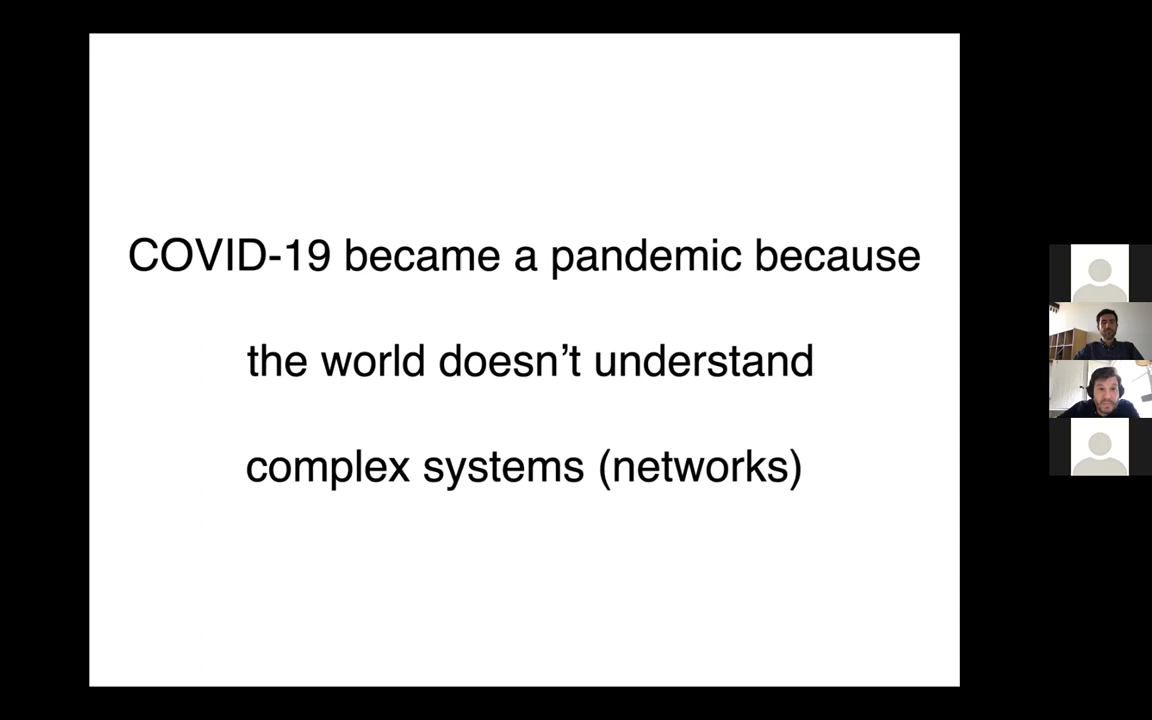 COVID-19 became a pandemic because
the world doesn’t understand
complex systems (networks)